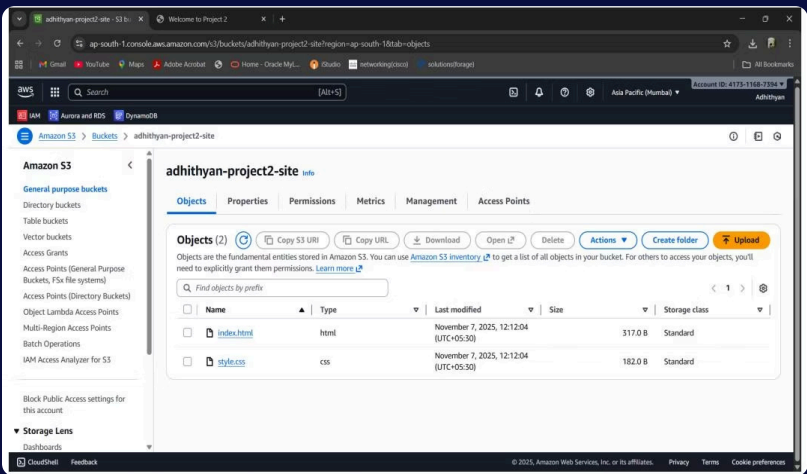 adhithyan-project2-site - S3 bu
Welcome to Project 2
ap-south-1.console.aws.amazon.com/s3/buckets/adhithyan-project2-site?region=ap-south-1&tab=objects
Gmail YouTube Maps Adobe Acrobat Home - Oracle MyL... iStudio networking(cisco) solutions(forage) All Bookmarks
aws Search [Alt+S] Asia Pacific (Mumbai) Account ID: 4173-1168-7394
Adhithyan
IAM Aurora and RDS DynamoDB
Amazon S3 > Buckets > adhithyan-project2-site
Amazon S3
General purpose buckets
Directory buckets
Table buckets
Vector buckets
Access Grants
Access Points (General Purpose
Buckets, FSx file systems)
Access Points (Directory Buckets)
Object Lambda Access Points
Multi-Region Access Points
Batch Operations
IAM Access Analyzer for S3
Block Public Access settings for
this account
Storage Lens
Dashboards
adhithyan-project2-site Info
Objects Properties Permissions Metrics Management Access Points
Objects (2) Copy S3 URI Copy URL Download Open Delete Actions Create folder Upload
Objects are the fundamental entities stored in Amazon S3. You can use Amazon S3 inventory to get a list of all objects in your bucket. For others to access your objects, you'll
need to explicitly grant them permissions. Learn more
Find objects by prefix
1
Name Type Last modified Size Storage class
index.html html November 7, 2025, 12:12:04 (UTC+05:30) 317.0 B Standard
style.css css November 7, 2025, 12:12:04 (UTC+05:30) 182.0 B Standard
CloudShell Feedback © 2025, Amazon Web Services, Inc. or its affiliates. Privacy Terms Cookie preferences